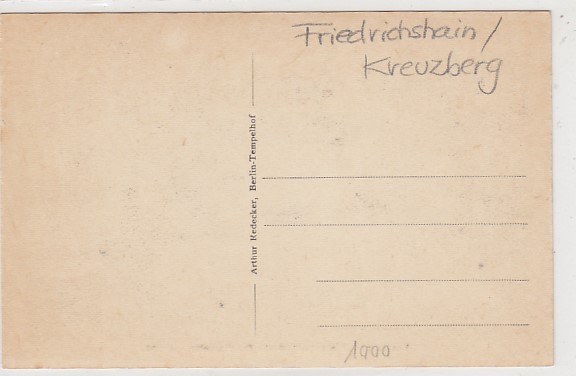 Friedrichshain /
Kreuzberg
Arthur Redecker, Berlin-Tempelhof
1000